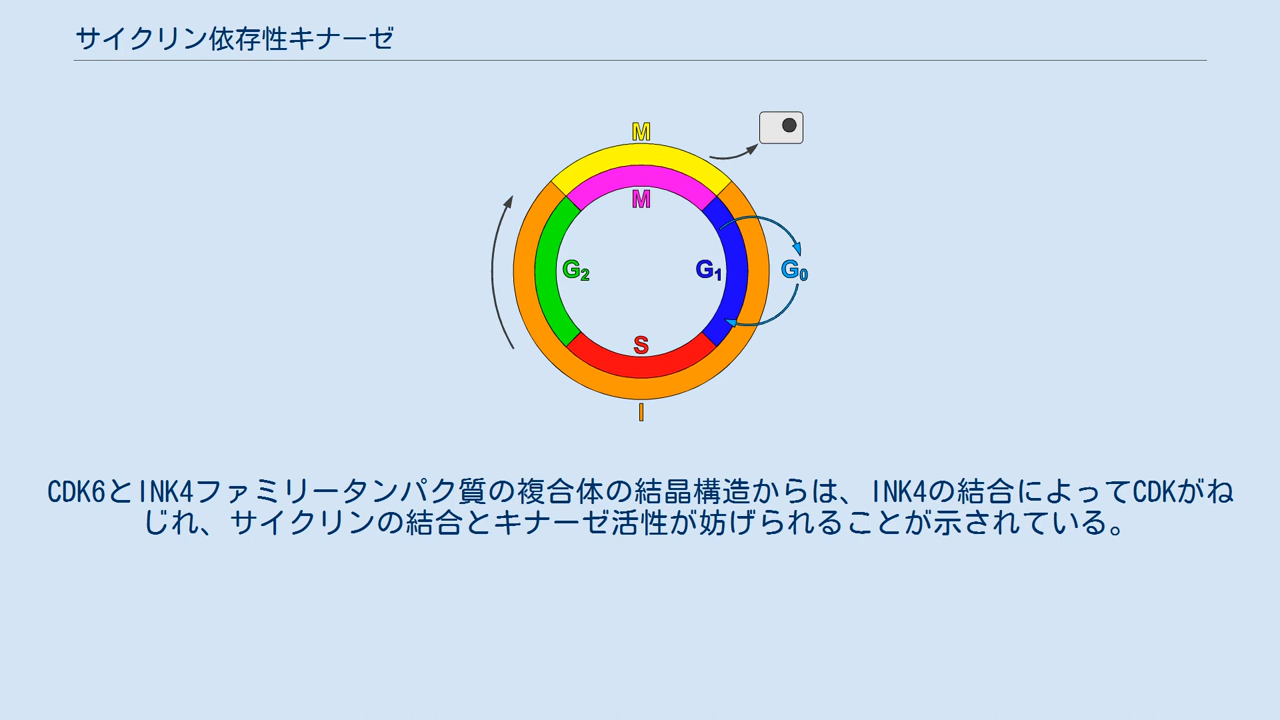 サイクリン依存性キナーゼ
M
M
G₂
G₁
G₀
S
I
CDK6とINK4ファミリータンパク質の複合体の結晶構造からは、INK4の結合によってCDKがね
じれ、サイクリンの結合とキナーゼ活性が妨げられることが示されている。